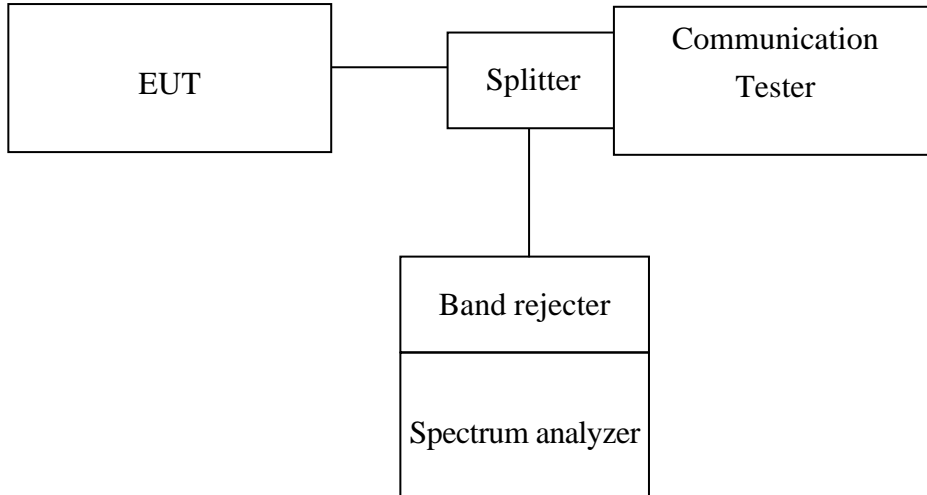 EUT
Splitter
Communication
Tester
Band rejecter
Spectrum analyzer